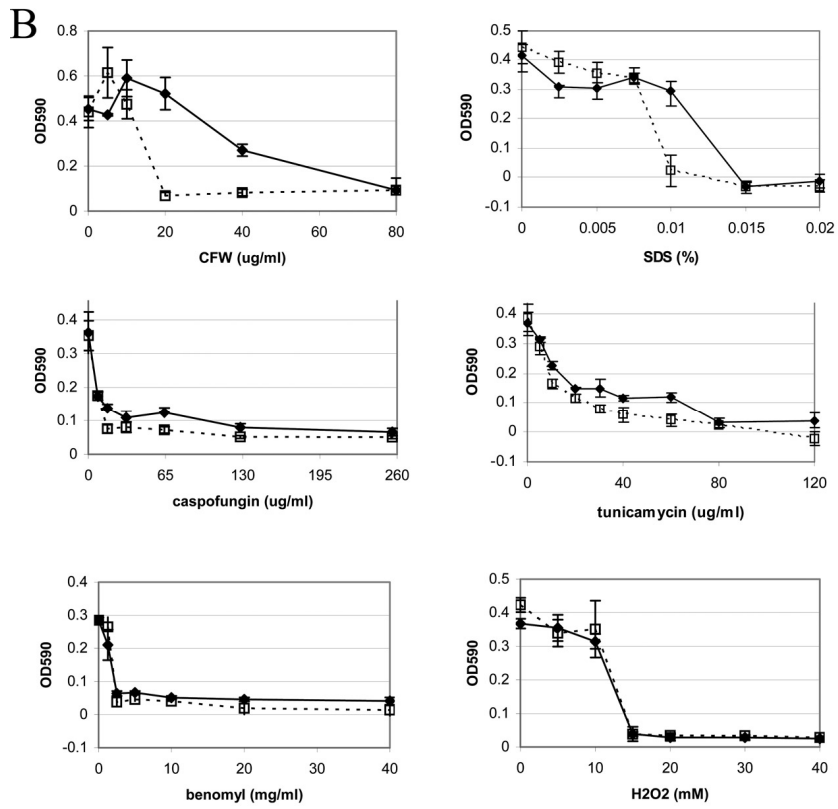 B
0.8
0.6
0.4
0.2
0
OD590
0 20 40 60 80
CFW (ug/ml)
0.5
0.4
0.3
0.2
0.1
0
-0.1
OD590
0 0.005 0.01 0.015 0.02
SDS (%)
0.4
0.3
0.2
0.1
0
OD590
0 65 130 195 260
caspofungin (ug/ml)
0.4
0.3
0.2
0.1
0
-0.1
OD590
0 40 80 120
tunicamycin (ug/ml)
0.4
0.3
0.2
0.1
0
-0.1
OD590
0 10 20 30 40
benomyl (mg/ml)
0.5
0.4
0.3
0.2
0.1
0
OD590
0 10 20 30 40
H2O2 (mM)